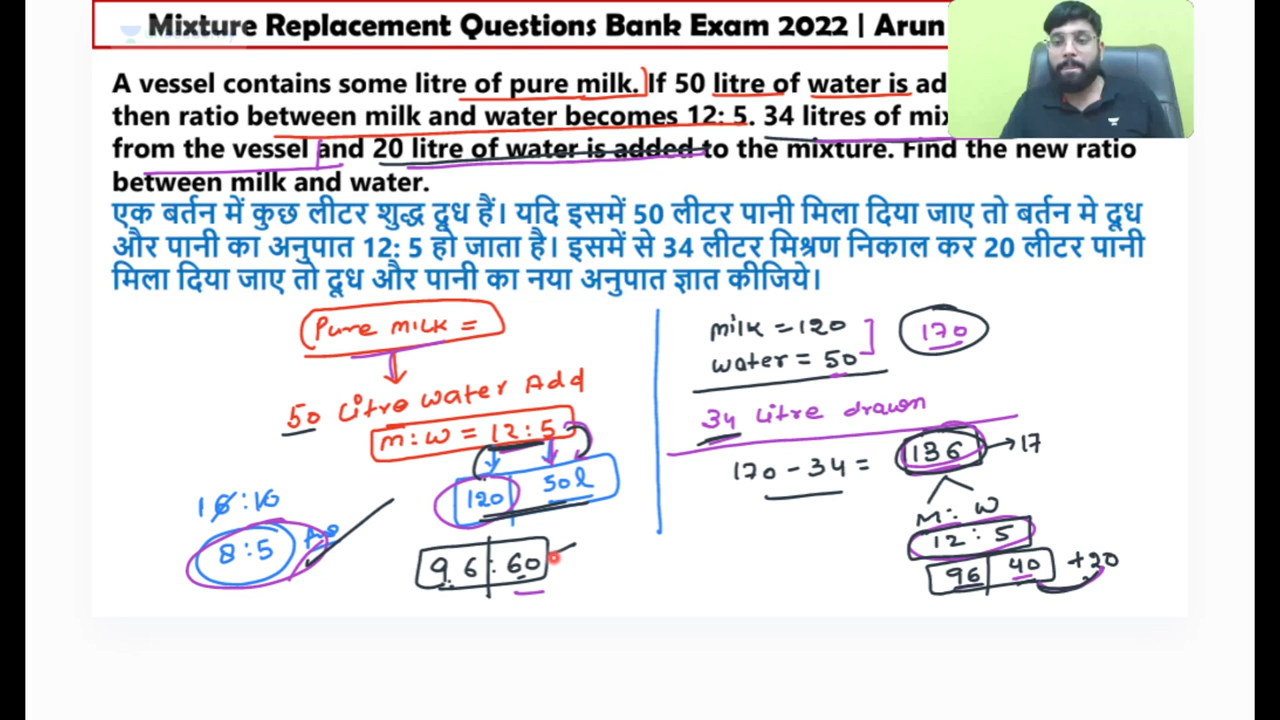 Mixture Replacement Questions Bank Exam 2022 | Arun
A vessel contains some litre of pure milk. If 50 litre of water is ad
then ratio between milk and water becomes 12: 5. 34 litres of mix
from the vessel and 20 litre of water is added to the mixture. Find the new ratio
between milk and water.
एक बर्तन में कुछ लीटर शुद्ध दूध हैं। यदि इसमें 50 लीटर पानी मिला दिया जाए तो बर्तन मे दूध
और पानी का अनुपात 12: 5 हो जाता है। इसमें से 34 लीटर मिश्रण निकाल कर 20 लीटर पानी
मिला दिया जाए तो दूध और पानी का नया अनुपात ज्ञात कीजिये।
Pure milk =
50 Litre water Add
m:w = 12:5
120 50l
16:10
8:5 Ans
96:60
milk = 120
water = 50
170
34 Litre drawn
170 - 34 = 136 → 17
M: W
12:5
96 40 +20